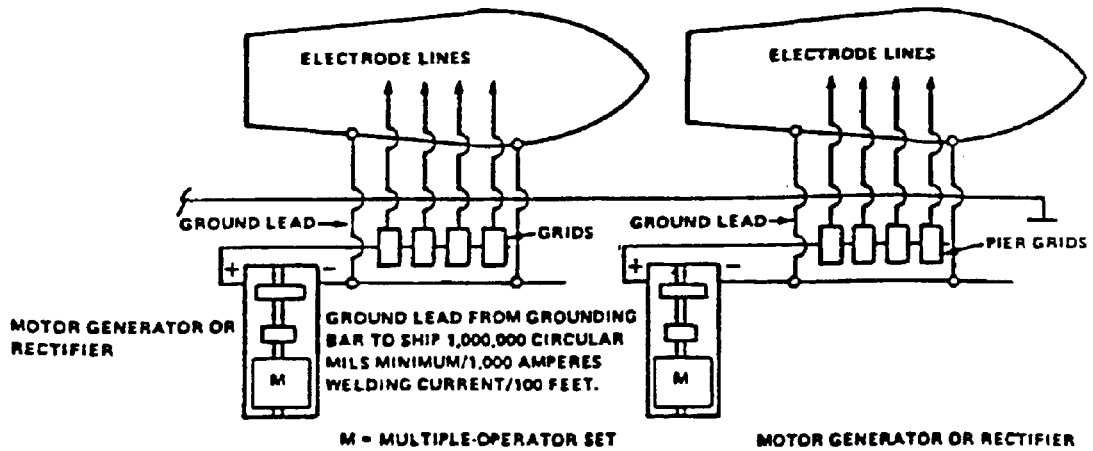 ELECTRODE LINES
ELECTRODE LINES
GROUND LEAD
GRIDS
GROUND LEAD
PIER GRIDS
+
−
+
−
MOTOR GENERATOR OR
RECTIFIER
GROUND LEAD FROM GROUNDING
BAR TO SHIP 1,000,000 CIRCULAR
MILS MINIMUM/1,000 AMPERES
WELDING CURRENT/100 FEET.
M
M
M = MULTIPLE-OPERATOR SET
MOTOR GENERATOR OR RECTIFIER